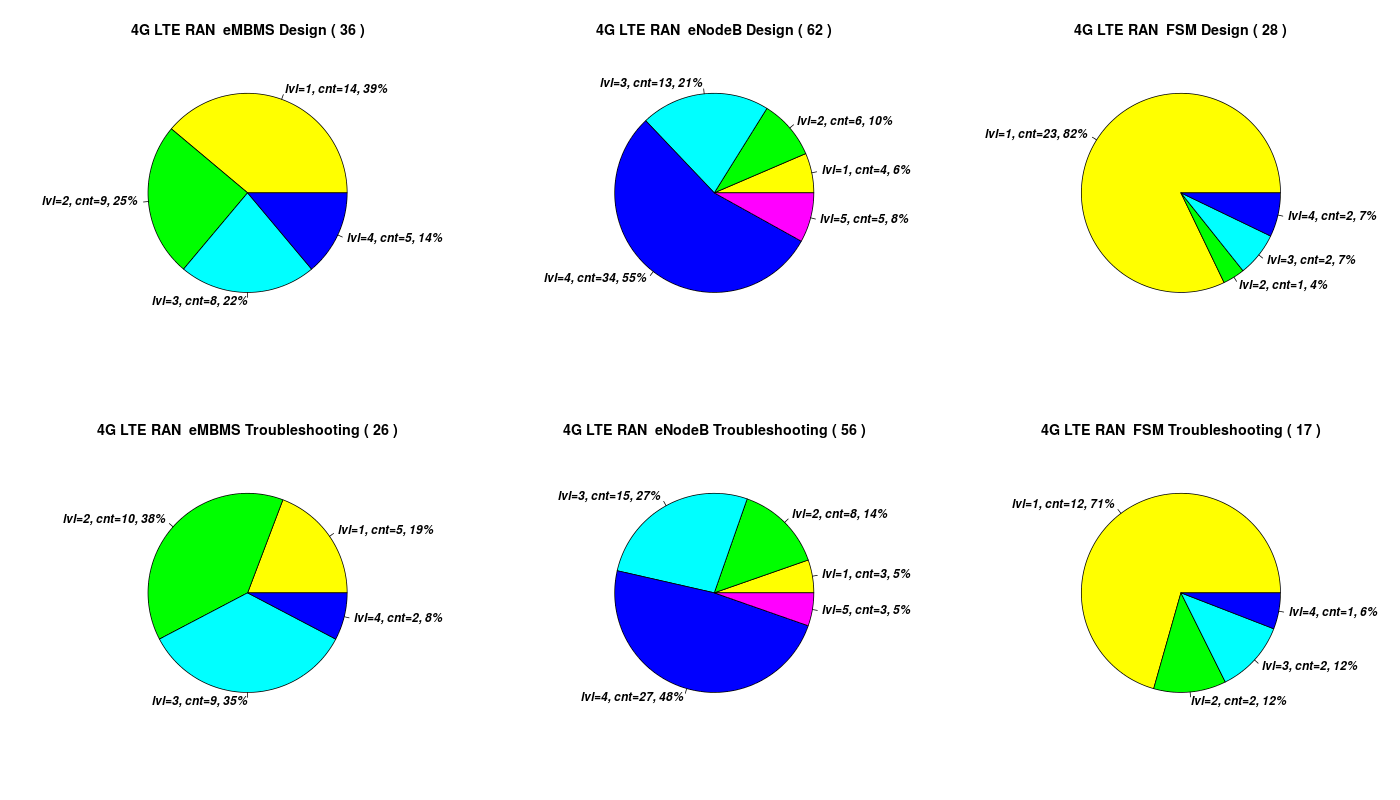 4G LTE RAN  eMBMS Design ( 36 )
lvl=1, cnt=14, 39%
lvl=2, cnt=9, 25%
lvl=4, cnt=5, 14%
lvl=3, cnt=8, 22%
4G LTE RAN  eNodeB Design ( 62 )
lvl=3, cnt=13, 21%
lvl=2, cnt=6, 10%
lvl=1, cnt=4, 6%
lvl=5, cnt=5, 8%
lvl=4, cnt=34, 55%
4G LTE RAN  FSM Design ( 28 )
lvl=1, cnt=23, 82%
lvl=4, cnt=2, 7%
lvl=3, cnt=2, 7%
lvl=2, cnt=1, 4%
4G LTE RAN  eMBMS Troubleshooting ( 26 )
lvl=2, cnt=10, 38%
lvl=1, cnt=5, 19%
lvl=4, cnt=2, 8%
lvl=3, cnt=9, 35%
4G LTE RAN  eNodeB Troubleshooting ( 56 )
lvl=3, cnt=15, 27%
lvl=2, cnt=8, 14%
lvl=1, cnt=3, 5%
lvl=5, cnt=3, 5%
lvl=4, cnt=27, 48%
4G LTE RAN  FSM Troubleshooting ( 17 )
lvl=1, cnt=12, 71%
lvl=4, cnt=1, 6%
lvl=3, cnt=2, 12%
lvl=2, cnt=2, 12%